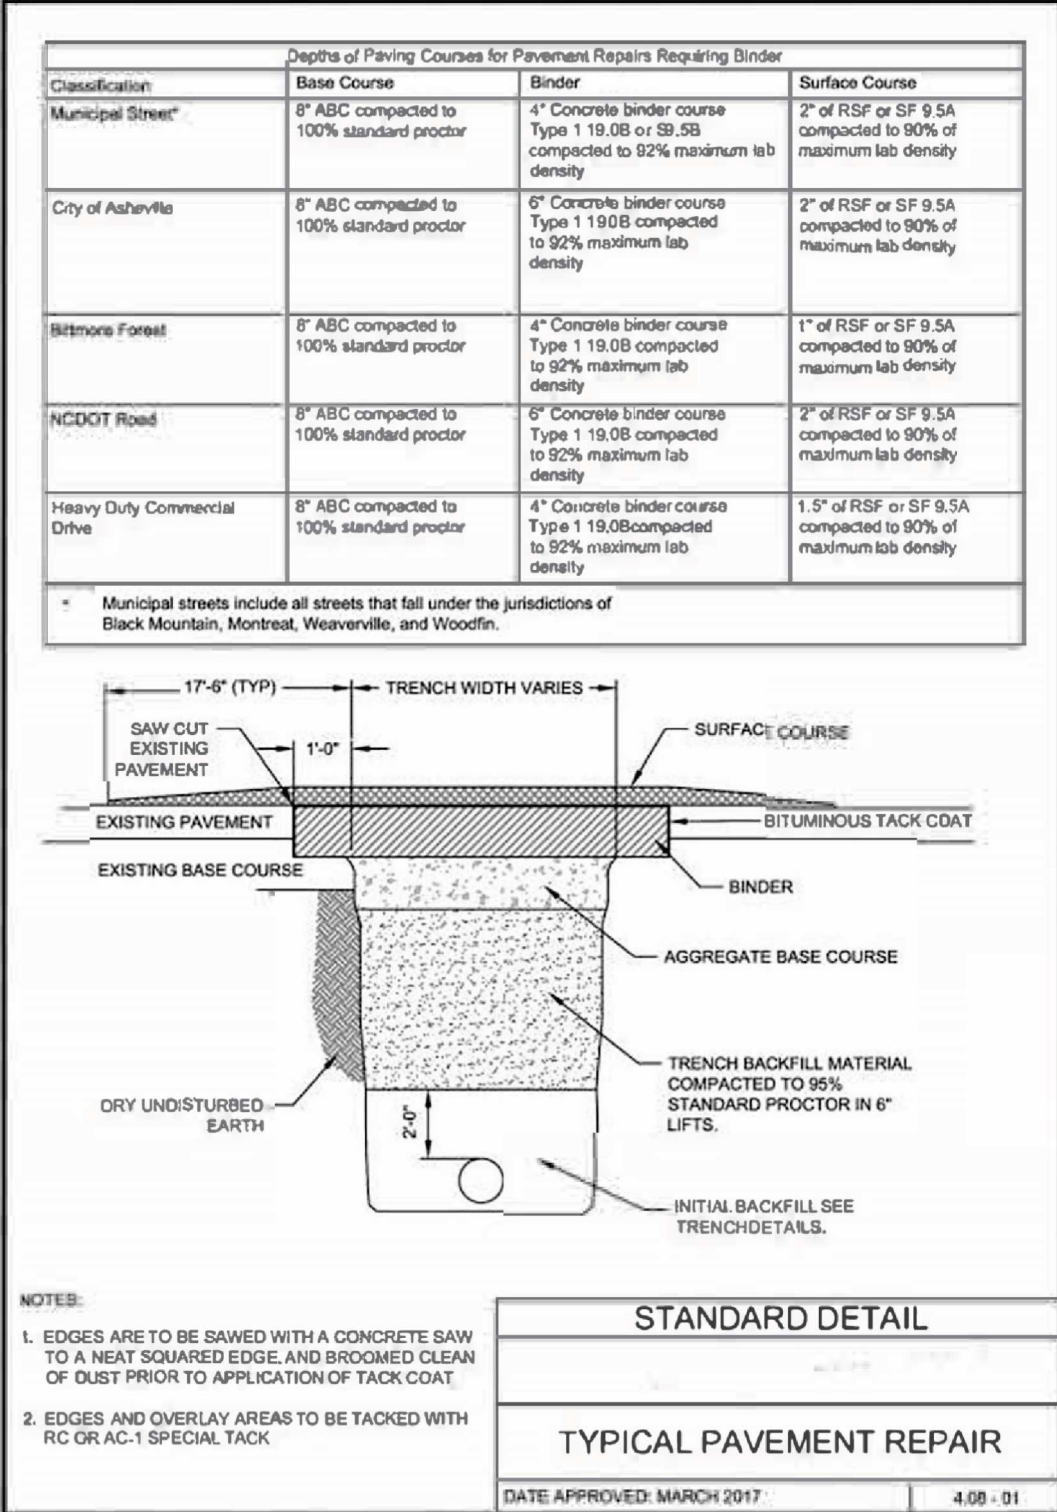 Depths of Paving Courses for Pavement Repairs Requiring Binder
Classification Base Course Binder Surface Course
Municipal Street* 8" ABC compacted to 4" Concrete binder course 2" of RSF or SF 9.5A
100% standard proctor Type 1 19.0B or S9.5B compacted to 90% of
compacted to 92% maximum lab maximum lab density
density
City of Asheville 8" ABC compacted to 6" Concrete binder course 2" of RSF or SF 9.5A
100% standard proctor Type 1 190B compacted compacted to 90% of
to 92% maximum lab maximum lab density
density
Biltmore Forest 8" ABC compacted to 4" Concrete binder course 1" of RSF or SF 9.5A
100% standard proctor Type 1 19.0B compacted compacted to 90% of
to 92% maximum lab maximum lab density
density
NCDOT Road 8" ABC compacted to 6" Concrete binder course 2" of RSF or SF 9.5A
100% standard proctor Type 1 19.0B compacted compacted to 90% of
to 92% maximum lab maximum lab density
density
Heavy Duty Commercial 8" ABC compacted to 4" Concrete binder course 1.5" of RSF or SF 9.5A
Drive 100% standard proctor Type 1 19.0Bcompacted compacted to 90% of
to 92% maximum lab maximum lab density
density
* Municipal streets include all streets that fall under the jurisdictions of
Black Mountain, Montreat, Weaverville, and Woodfin.
17'-6" (TYP) TRENCH WIDTH VARIES
SAW CUT
EXISTING
PAVEMENT
1'-0"
SURFACE COURSE
EXISTING PAVEMENT
BITUMINOUS TACK COAT
EXISTING BASE COURSE
BINDER
AGGREGATE BASE COURSE
TRENCH BACKFILL MATERIAL
COMPACTED TO 95%
STANDARD PROCTOR IN 6"
LIFTS.
DRY UNDISTURBED
EARTH
2'-0"
INITIAL BACKFILL SEE
TRENCHDETAILS.
NOTES:
1. EDGES ARE TO BE SAWED WITH A CONCRETE SAW
TO A NEAT SQUARED EDGE. AND BROOMED CLEAN
OF DUST PRIOR TO APPLICATION OF TACK COAT
2. EDGES AND OVERLAY AREAS TO BE TACKED WITH
RC OR AC-1 SPECIAL TACK
STANDARD DETAIL
TYPICAL PAVEMENT REPAIR
DATE APPROVED: MARCH 2017 4.08 - 01